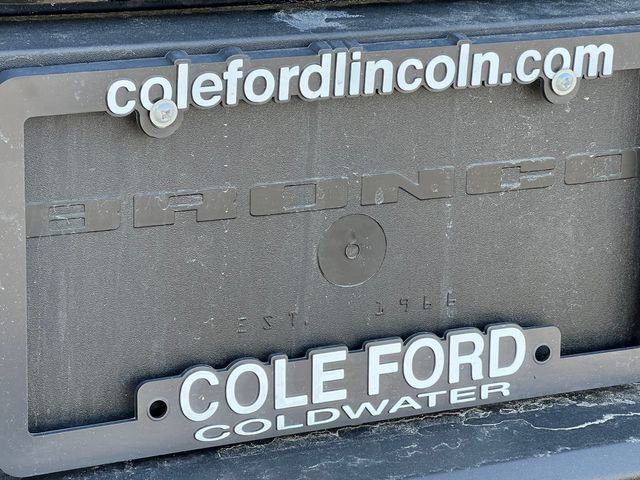 colefordlincoln.com
BRONCO
EST. 1966
COLE FORD
COLDWATER